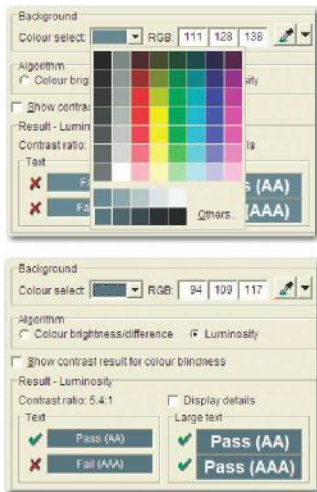 Background
Colour select: RGB: 111 128 138
Algorithm
Colour brig sity
Show contras
Result - Lumin
Contrast ratio: ls
Text
Fa s (AA)
Fa (AAA)
Others..
Background
Colour select: RGB: 94 109 117
Algorithm
Colour brightness/difference Luminosity
Show contrast result for colour blindness
Result - Luminosity
Contrast ratio: 5.4:1 Display details
Text Large text
Pass (AA) Pass (AA)
Fail (AAA) Pass (AAA)